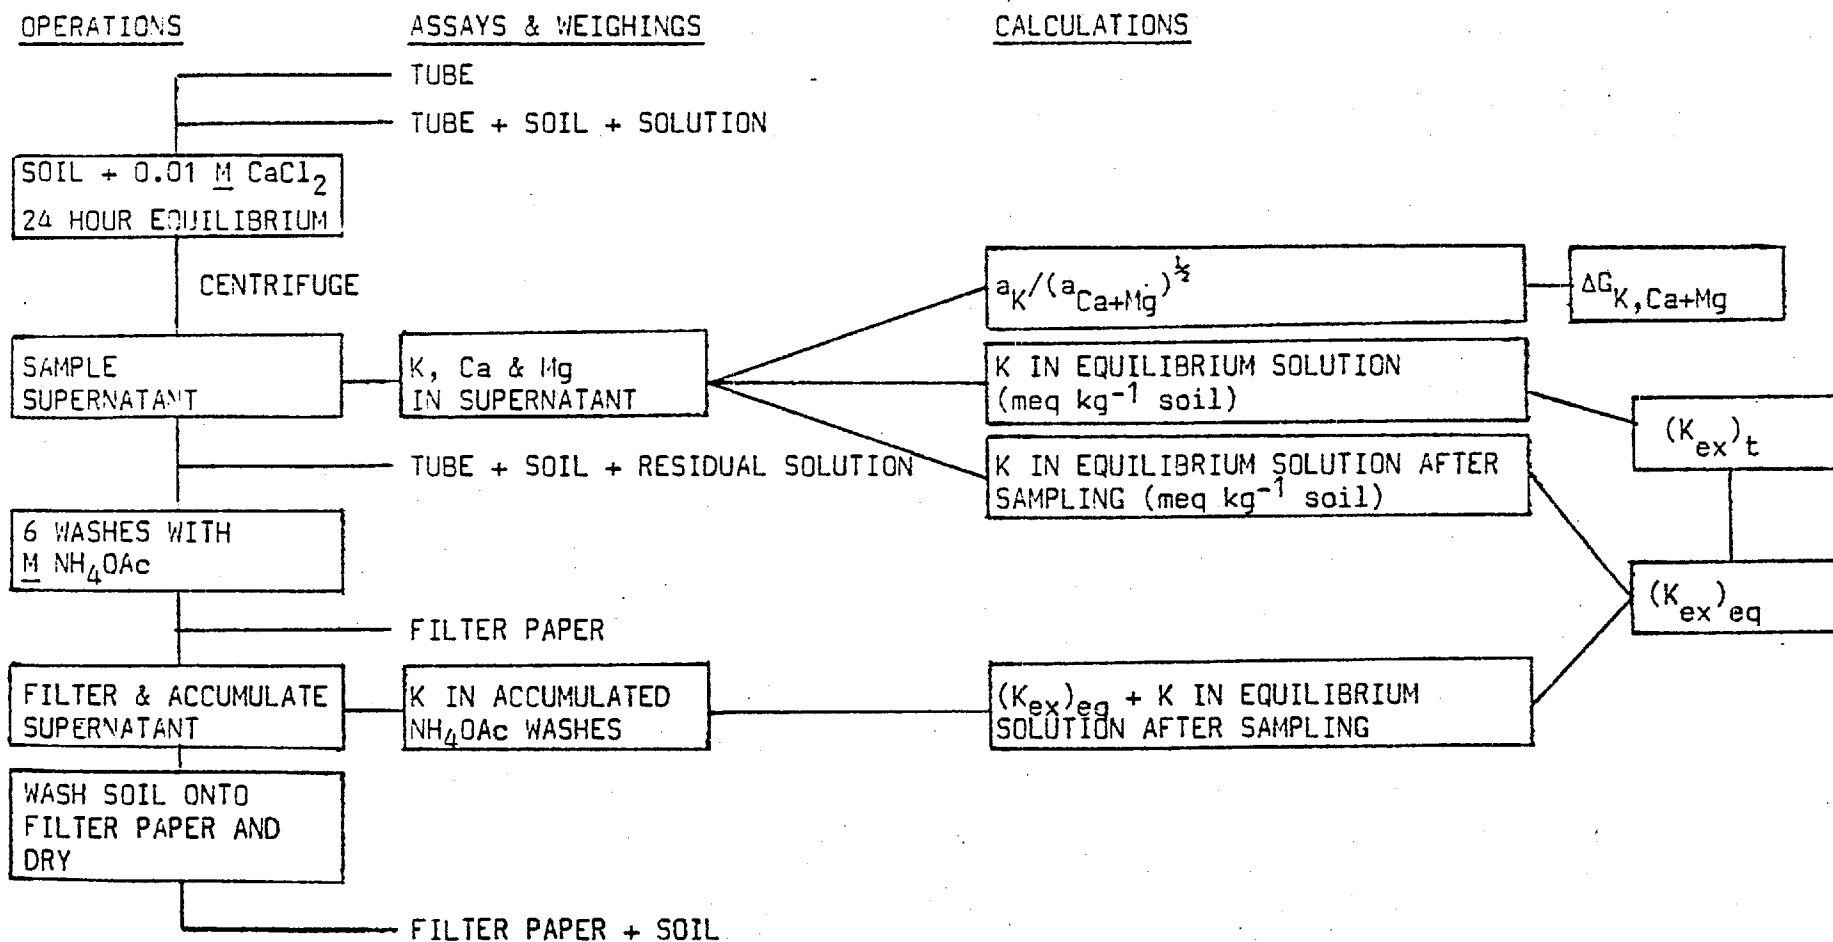 OPERATIONS
ASSAYS & WEIGHINGS
CALCULATIONS
TUBE
TUBE + SOIL + SOLUTION
SOIL + 0.01 M CaCl2
24 HOUR EQUILIBRIUM
CENTRIFUGE
SAMPLE
SUPERNATANT
K, Ca & Mg
IN SUPERNATANT
aK/(aCa+Mg)½
ΔGK,Ca+Mg
K IN EQUILIBRIUM SOLUTION
(meq kg-1 soil)
(Kex)t
K IN EQUILIBRIUM SOLUTION AFTER
SAMPLING (meq kg-1 soil)
TUBE + SOIL + RESIDUAL SOLUTION
6 WASHES WITH
M NH4OAc
(Kex)eq
FILTER PAPER
FILTER & ACCUMULATE
SUPERNATANT
K IN ACCUMULATED
NH4OAc WASHES
(Kex)eq + K IN EQUILIBRIUM
SOLUTION AFTER SAMPLING
WASH SOIL ONTO
FILTER PAPER AND
DRY
FILTER PAPER + SOIL